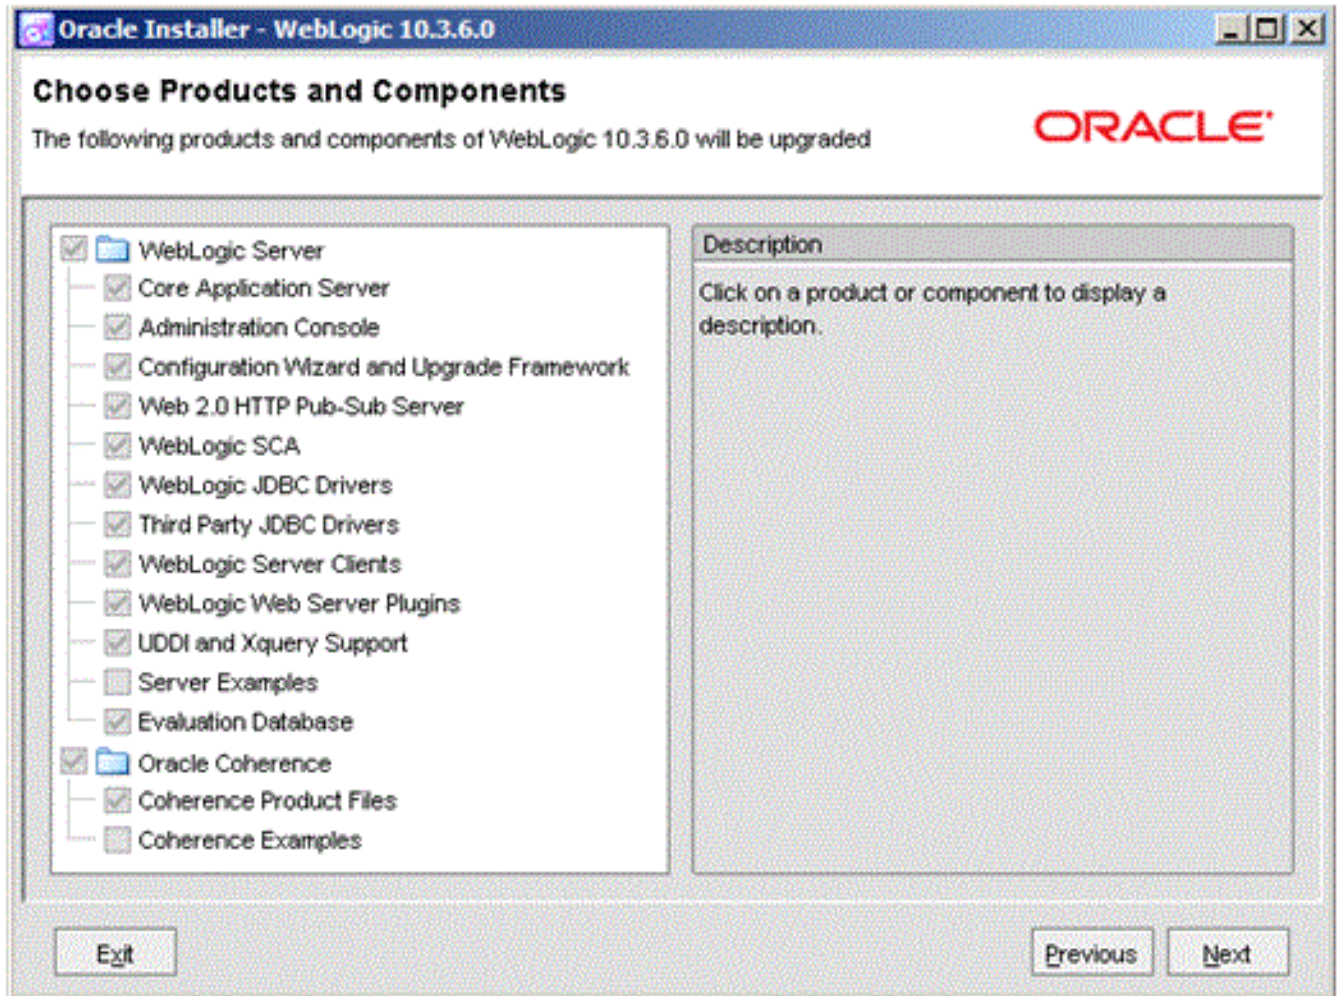 Oracle Installer - WebLogic 10.3.6.0
Choose Products and Components
The following products and components of WebLogic 10.3.6.0 will be upgraded
ORACLE
WebLogic Server
Core Application Server
Administration Console
Configuration Wizard and Upgrade Framework
Web 2.0 HTTP Pub-Sub Server
WebLogic SCA
WebLogic JDBC Drivers
Third Party JDBC Drivers
WebLogic Server Clients
WebLogic Web Server Plugins
UDDI and Xquery Support
Server Examples
Evaluation Database
Oracle Coherence
Coherence Product Files
Coherence Examples
Description
Click on a product or component to display a
description.
Exit
Previous
Next